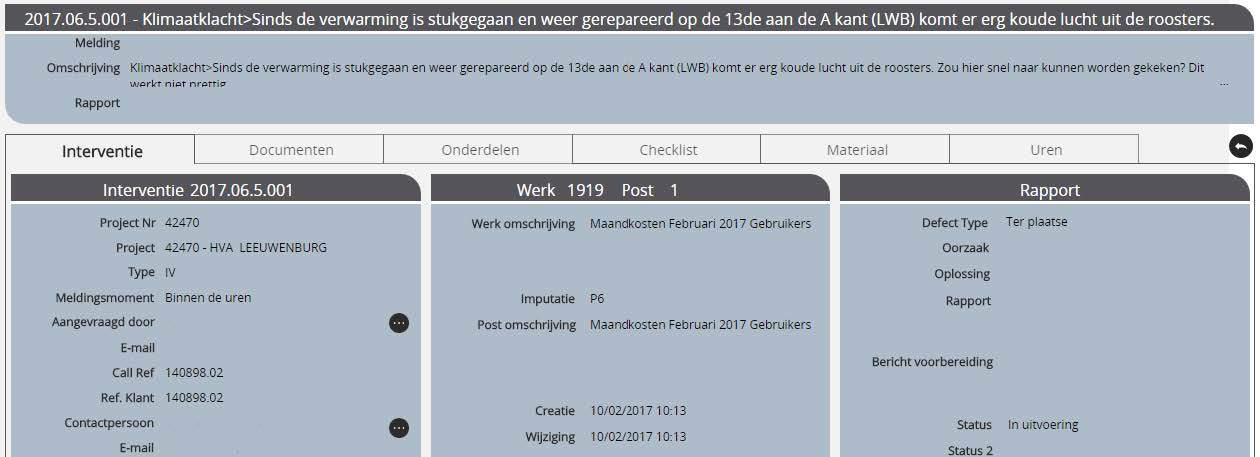 2017.06.5.001 - Klimaatklacht>Sinds de verwarming is stukgegaan en weer gerepareerd op de 13de aan de A kant (LWB) komt er erg koude lucht uit de roosters.
Melding
Omschrijving Klimaatklacht>Sinds de verwarming is stukgegaan en weer gerepareerd op de 13de aan de A kant (LWB) komt er erg koude lucht uit de roosters. Zou hier snel naar kunnen worden gekeken? Dit
werkt niet prettig ...
Rapport
Interventie Documenten Onderdelen Checklist Materiaal Uren
Interventie 2017.06.5.001
Project Nr 42470
Project 42470 - HVA LEEUWENBURG
Type IV
Meldingsmoment Binnen de uren
Aangevraagd door
E-mail
Call Ref 140898.02
Ref. Klant 140898.02
Contactpersoon
E-mail
Werk 1919 Post 1
Werk omschrijving Maandkosten Februari 2017 Gebruikers
Imputatie P6
Post omschrijving Maandkosten Februari 2017 Gebruikers
Creatie 10/02/2017 10:13
Wijziging 10/02/2017 10:13
Rapport
Defect Type Ter plaatse
Oorzaak
Oplossing
Rapport
Bericht voorbereiding
Status In uitvoering
Status 2